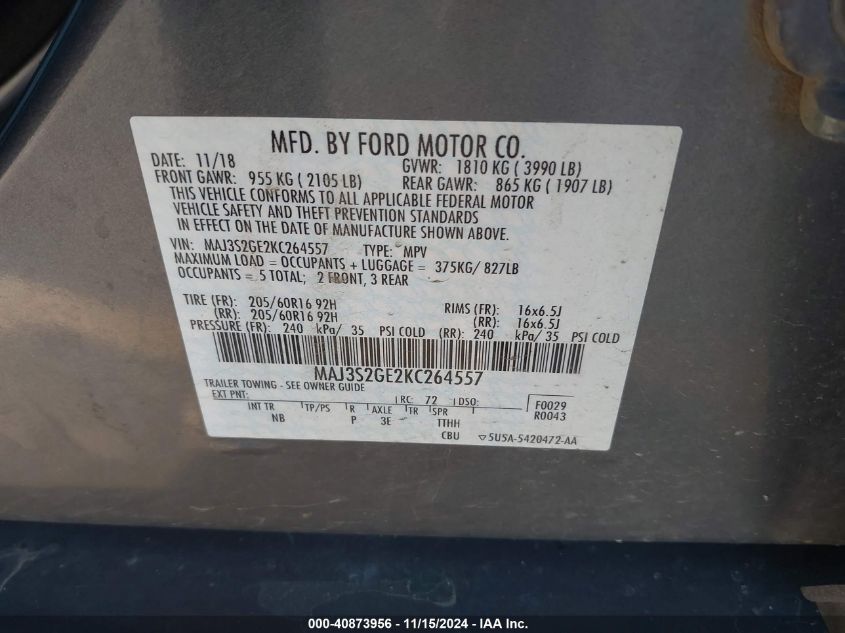 MFD. BY FORD MOTOR CO.
DATE: 11/18 GVWR: 1810 KG ( 3990 LB)
FRONT GAWR: 955 KG ( 2105 LB) REAR GAWR: 865 KG ( 1907 LB)
THIS VEHICLE CONFORMS TO ALL APPLICABLE FEDERAL MOTOR
VEHICLE SAFETY AND THEFT PREVENTION STANDARDS
IN EFFECT ON THE DATE OF MANUFACTURE SHOWN ABOVE.
VIN: MAJ3S2GE2KC264557 TYPE: MPV
MAXIMUM LOAD = OCCUPANTS + LUGGAGE = 375KG/ 827LB
OCCUPANTS = 5 TOTAL; 2 FRONT, 3 REAR
TIRE (FR): 205/60R16 92H RIMS (FR): 16x6.5J
(RR): 205/60R16 92H (RR): 16x6.5J
PRESSURE (FR): 240 kPa/ 35 PSI COLD (RR): 240 kPa/ 35 PSI COLD
MAJ3S2GE2KC264557
TRAILER TOWING - SEE OWNER GUIDE
EXT PNT: RC: 72 DSO: F0029
INT TR TP/PS R AXLE TR SPR R0043
NB P 3E TTHH
CBU 5U5A-5420472-AA
000-40873956 - 11/15/2024 - IAA Inc.